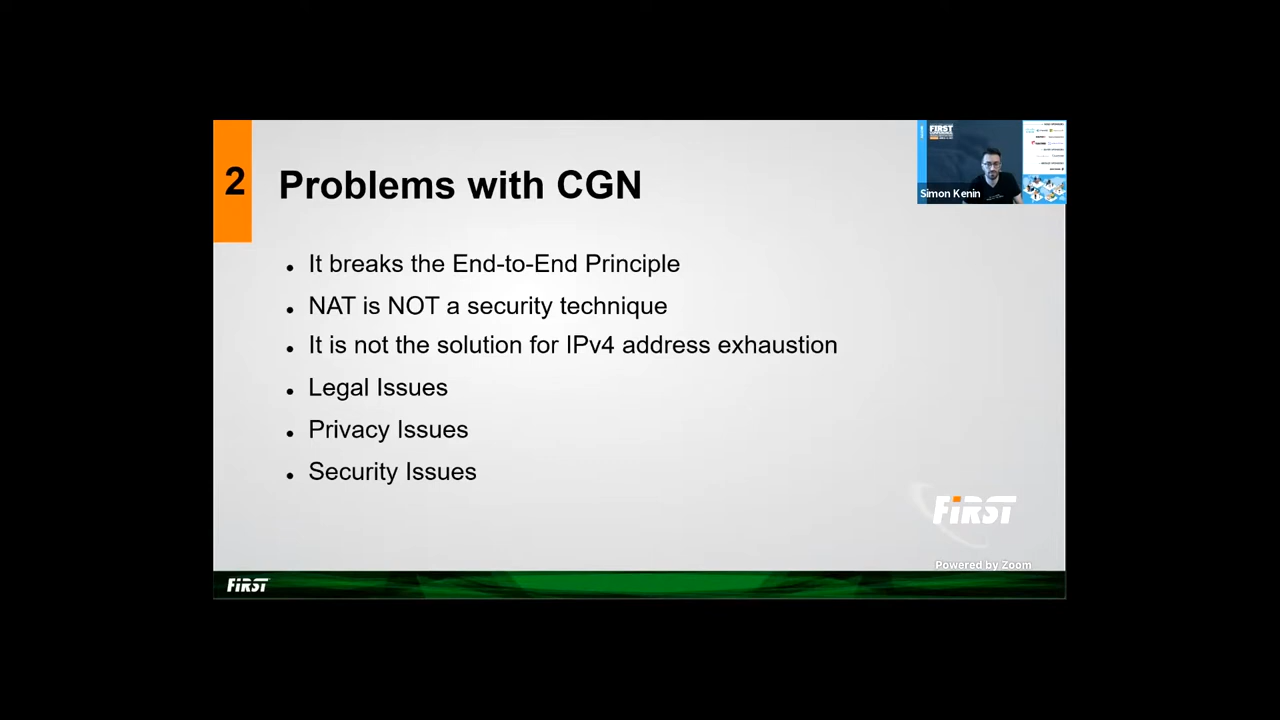 2
Problems with CGN
It breaks the End-to-End Principle
NAT is NOT a security technique
It is not the solution for IPv4 address exhaustion
Legal Issues
Privacy Issues
Security Issues
FIRST
Simon Kenin
FiRST
Powered by Zoom
FiRST